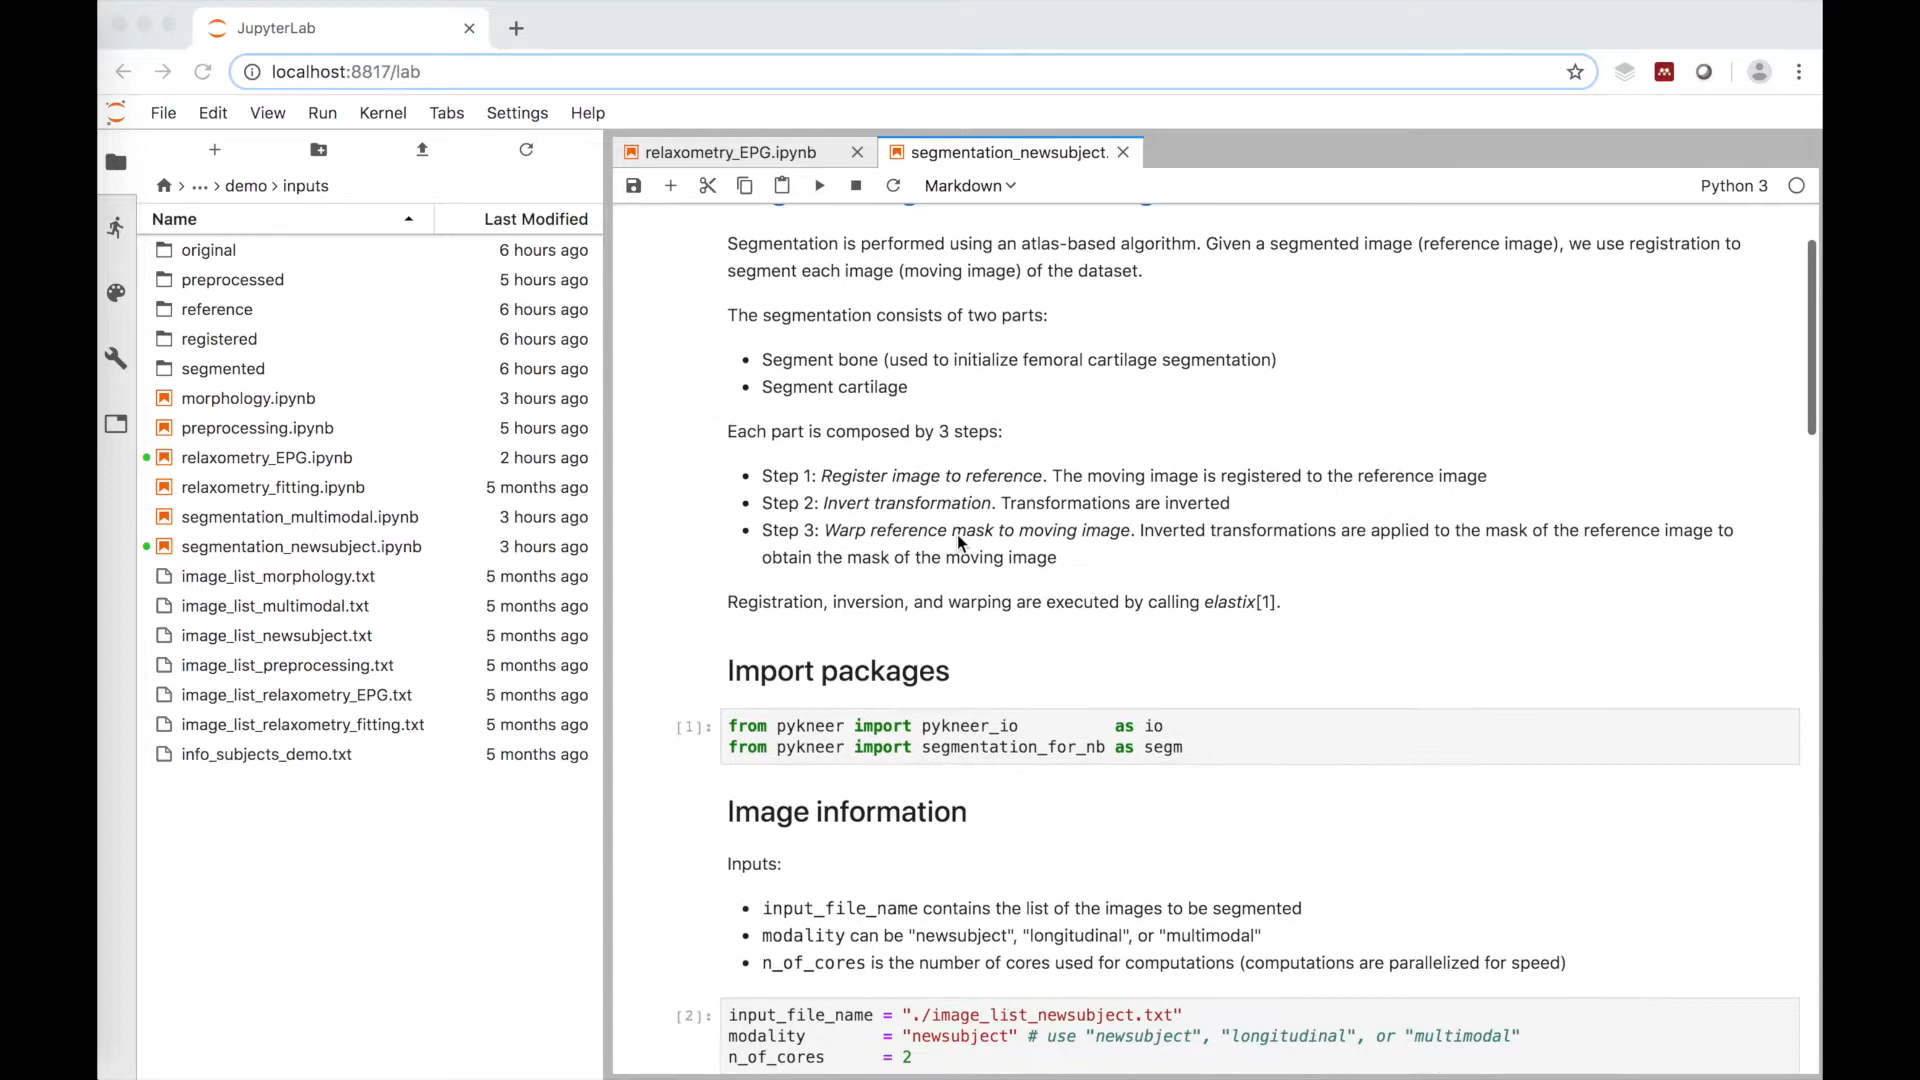 JupyterLab
localhost:8817/lab
File Edit View Run Kernel Tabs Settings Help
relaxometry_EPG.ipynb
segmentation_newsubject.
Markdown
Python 3
... > demo > inputs
Name Last Modified
original 6 hours ago
preprocessed 5 hours ago
reference 6 hours ago
registered 6 hours ago
segmented 6 hours ago
morphology.ipynb 3 hours ago
preprocessing.ipynb 5 hours ago
relaxometry_EPG.ipynb 2 hours ago
relaxometry_fitting.ipynb 5 months ago
segmentation_multimodal.ipynb 3 hours ago
segmentation_newsubject.ipynb 3 hours ago
image_list_morphology.txt 5 months ago
image_list_multimodal.txt 5 months ago
image_list_newsubject.txt 5 months ago
image_list_preprocessing.txt 5 months ago
image_list_relaxometry_EPG.txt 5 months ago
image_list_relaxometry_fitting.txt 5 months ago
info_subjects_demo.txt 5 months ago
Segmentation is performed using an atlas-based algorithm. Given a segmented image (reference image), we use registration to
segment each image (moving image) of the dataset.
The segmentation consists of two parts:
• Segment bone (used to initialize femoral cartilage segmentation)
• Segment cartilage
Each part is composed by 3 steps:
• Step 1: Register image to reference. The moving image is registered to the reference image
• Step 2: Invert transformation. Transformations are inverted
• Step 3: Warp reference mask to moving image. Inverted transformations are applied to the mask of the reference image to
obtain the mask of the moving image
Registration, inversion, and warping are executed by calling elastix[1].
Import packages
[1]: from pykneer import pykneer_io as io
from pykneer import segmentation_for_nb as segm
Image information
Inputs:
• input_file_name contains the list of the images to be segmented
• modality can be "newsubject", "longitudinal", or "multimodal"
• n_of_cores is the number of cores used for computations (computations are parallelized for speed)
[2]: input_file_name = "./image_list_newsubject.txt"
modality = "newsubject" # use "newsubject", "longitudinal", or "multimodal"
n_of_cores = 2